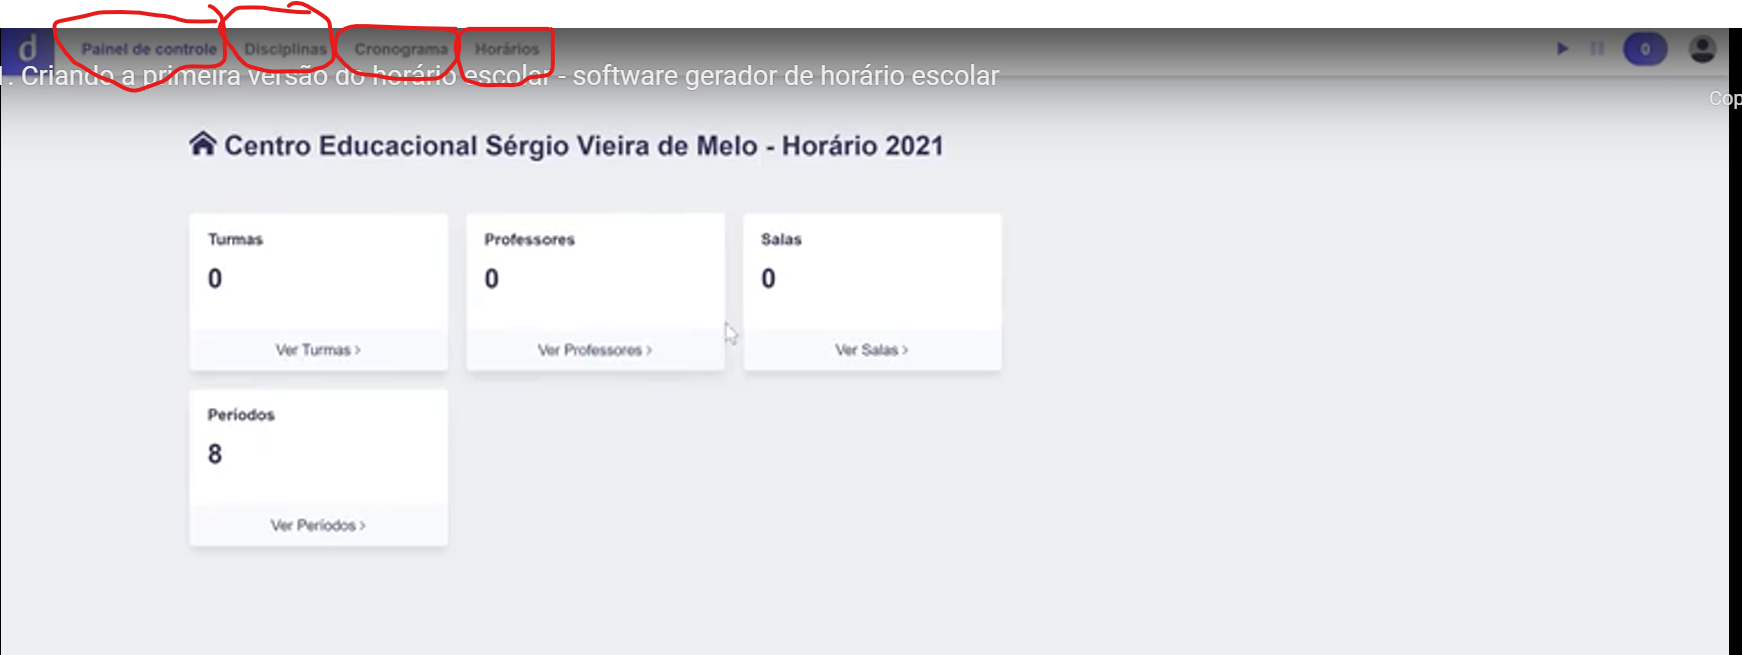 d Painel de controle Disciplinas Cronograma Horários 0
. Criando a primeira versão do horário escolar - software gerador de horário escolar
Cop
Centro Educacional Sérgio Vieira de Melo - Horário 2021
Turmas Professores Salas
0 0 0
Ver Turmas > Ver Professores > Ver Salas >
Períodos
8
Ver Períodos >